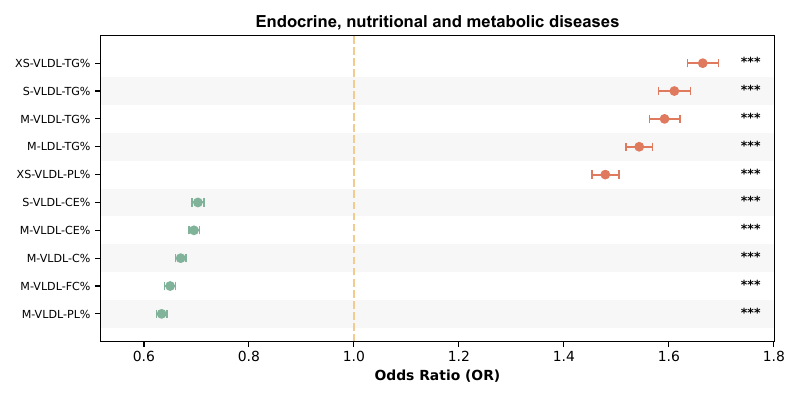 Endocrine, nutritional and metabolic diseases
XS-VLDL-TG% ***
S-VLDL-TG% ***
M-VLDL-TG% ***
M-LDL-TG% ***
XS-VLDL-PL% ***
S-VLDL-CE% ***
M-VLDL-CE% ***
M-VLDL-C% ***
M-VLDL-FC% ***
M-VLDL-PL% ***
0.6 0.8 1.0 1.2 1.4 1.6 1.8
Odds Ratio (OR)